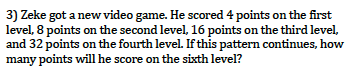 3) Zeke got a new video game. He scored 4 points on the first
level, 8 points on the second level, 16 points on the third level,
and 32 points on the fourth level. If this pattern continues, how
many points will he score on the sixth level?